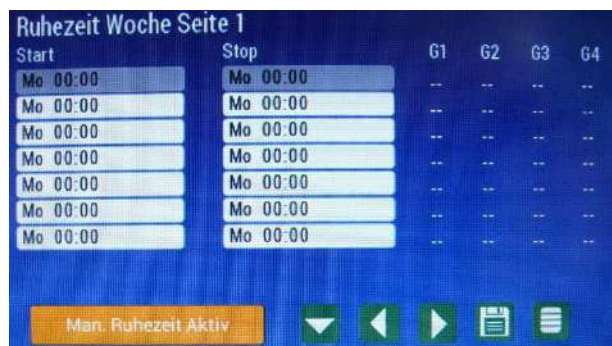 Ruhezeit Woche Seite 1
Start Stop G1 G2 G3 G4
Mo 00:00 Mo 00:00 -- -- -- --
Mo 00:00 Mo 00:00 -- -- -- --
Mo 00:00 Mo 00:00 -- -- -- --
Mo 00:00 Mo 00:00 -- -- -- --
Mo 00:00 Mo 00:00 -- -- -- --
Mo 00:00 Mo 00:00 -- -- -- --
Mo 00:00 Mo 00:00 -- -- -- --
Man. Ruhezeit Aktiv